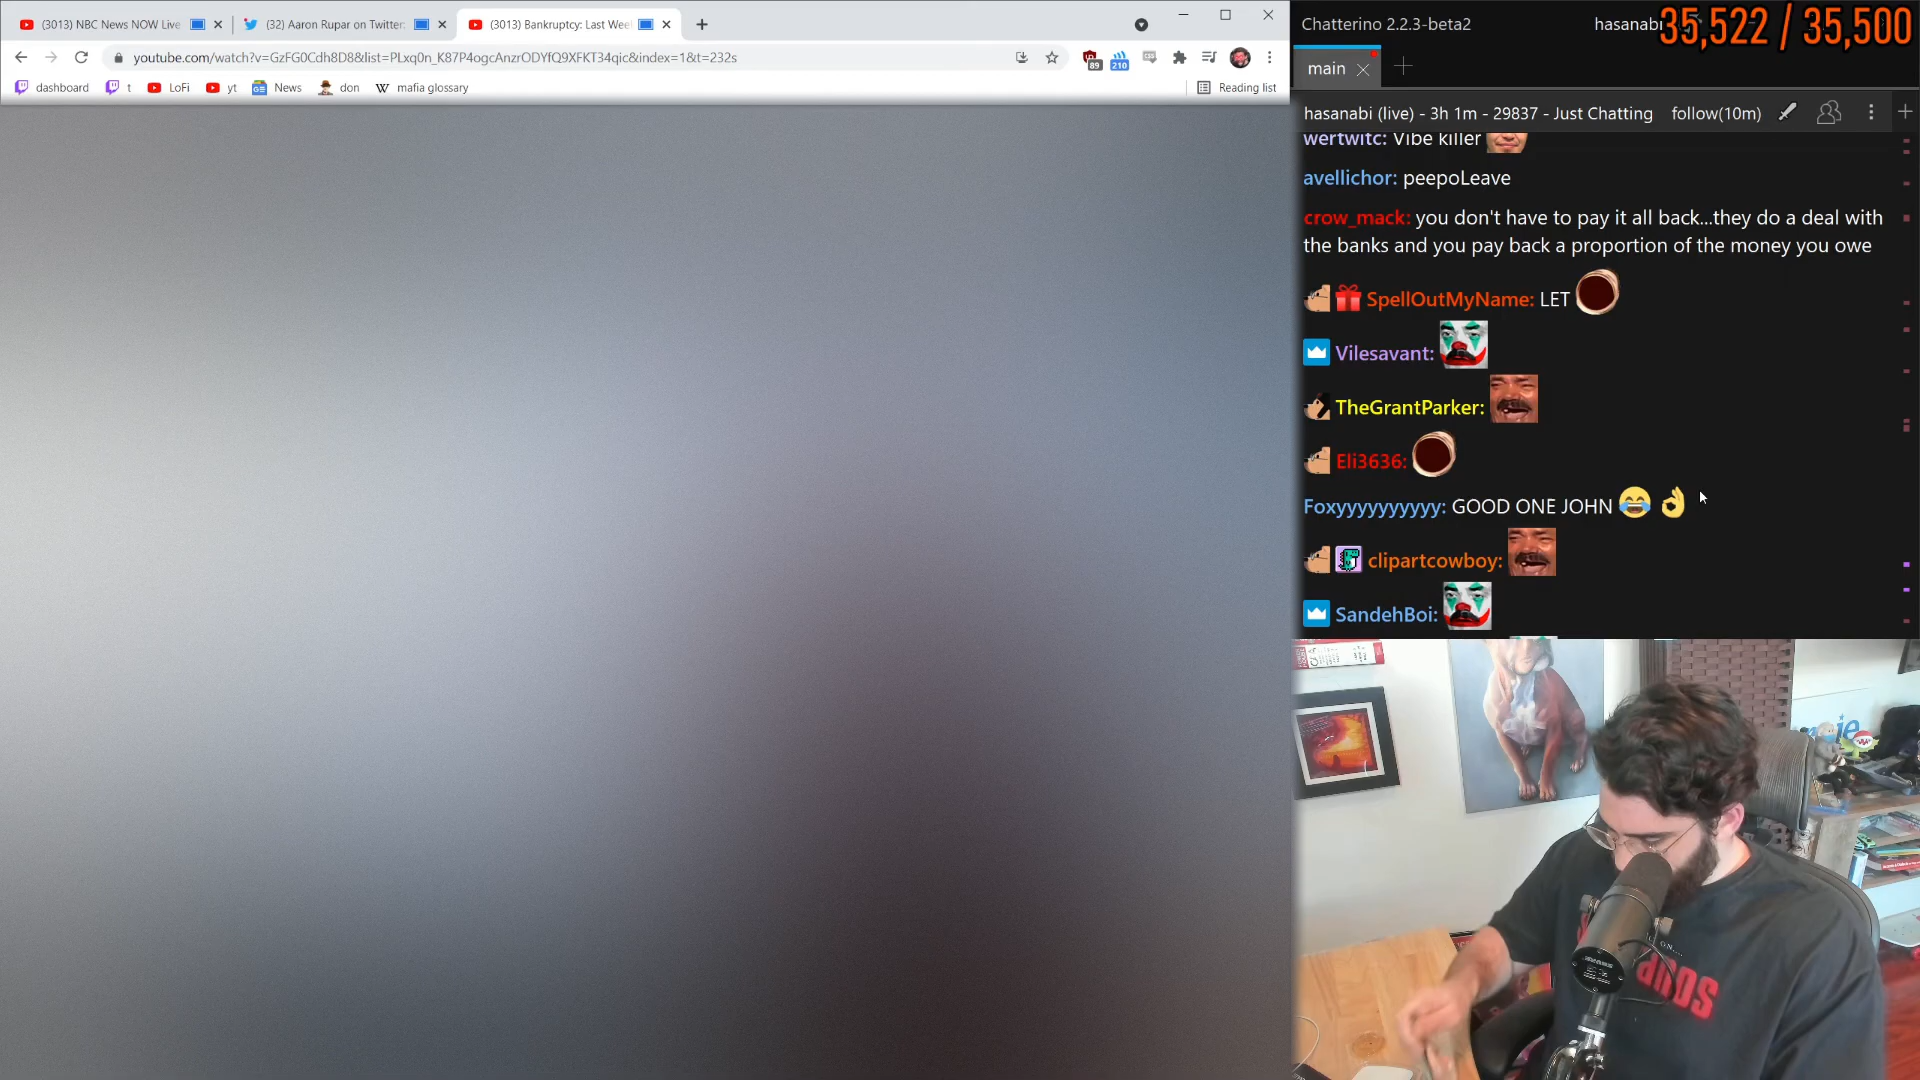 (3013) NBC News NOW Live
(32) Aaron Rupar on Twitter:
(3013) Bankruptcy: Last Wee
youtube.com/watch?v=GzFG0Cdh8D8&list=PLxq0n_K87P4ogcAnzrODYfQ9XFKT34qic&index=1&t=232s
89
210
dashboard
t
LoFi
yt
News
don
mafia glossary
Reading list
Chatterino 2.2.3-beta2
hasanabi
35,522 / 35,500
main
hasanabi (live) - 3h 1m - 29837 - Just Chatting
follow(10m)
wertwitc: Vibe killer
avellichor: peepoLeave
crow_mack: you don't have to pay it all back...they do a deal with
the banks and you pay back a proportion of the money you owe
SpellOutMyName: LET
Vilesavant:
TheGrantParker:
Eli3636:
Foxyyyyyyyyyy: GOOD ONE JOHN 😂 👌
clipartcowboy:
SandehBoi: